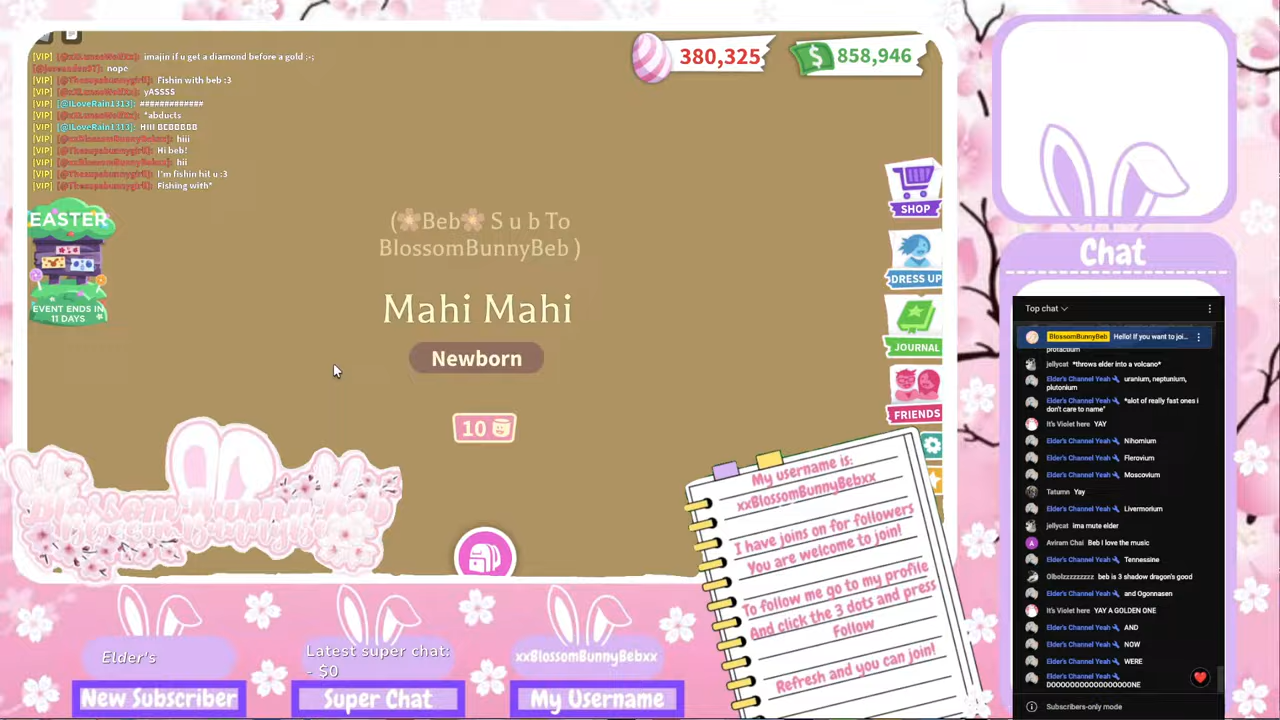 [VIP] imajin if u get a diamond before a gold ;-;
nope
[VIP] Fishin with beb :3
[VIP] yASSSS
[VIP] [@ILoveRain1313]: ############
[VIP] *abducts
[VIP] [@ILoveRain1313]: HIII BEBBBBB
[VIP] hiii
[VIP] Hi beb!
[VIP] hii
[VIP] I'm fishin hit u :3
[VIP] Fishing with*
380,325
858,946
EASTER
EVENT ENDS IN
11 DAYS
(🌸Beb🌸 S u b To
BlossomBunnyBeb )
Mahi Mahi
Newborn
10
SHOP
DRESS UP
JOURNAL
FRIENDS
My username is:
xxBlossomBunnyBebxx
I have joins on for followers
You are welcome to join!
To follow me go to my profile
And click the 3 dots and press
Follow
Refresh and you can join!
Chat
Top chat
BlossomBunnyBeb Hello! If you want to joi...
protactium
jellycat *throws elder into a volcano*
Elder's Channel Yeah uranium, neptunium,
plutonium
Elder's Channel Yeah *alot of really fast ones i
don't care to name*
It's Violet here YAY
Elder's Channel Yeah Nihomium
Elder's Channel Yeah Flerovium
Elder's Channel Yeah Moscovium
Tatumn Yay
Elder's Channel Yeah Livermorium
jellycat ima mute elder
A Aviram Chai Beb I love the music
Elder's Channel Yeah Tennessine
beb is 3 shadow dragon's good
Elder's Channel Yeah and Ogonnasen
It's Violet here YAY A GOLDEN ONE
Elder's Channel Yeah AND
Elder's Channel Yeah NOW
Elder's Channel Yeah WERE
Elder's Channel Yeah
Subscribers-only mode
Elder's
New Subscriber
Latest superchat:
- $0
Superchat
xxBlossomBunnyBebxx
My Username